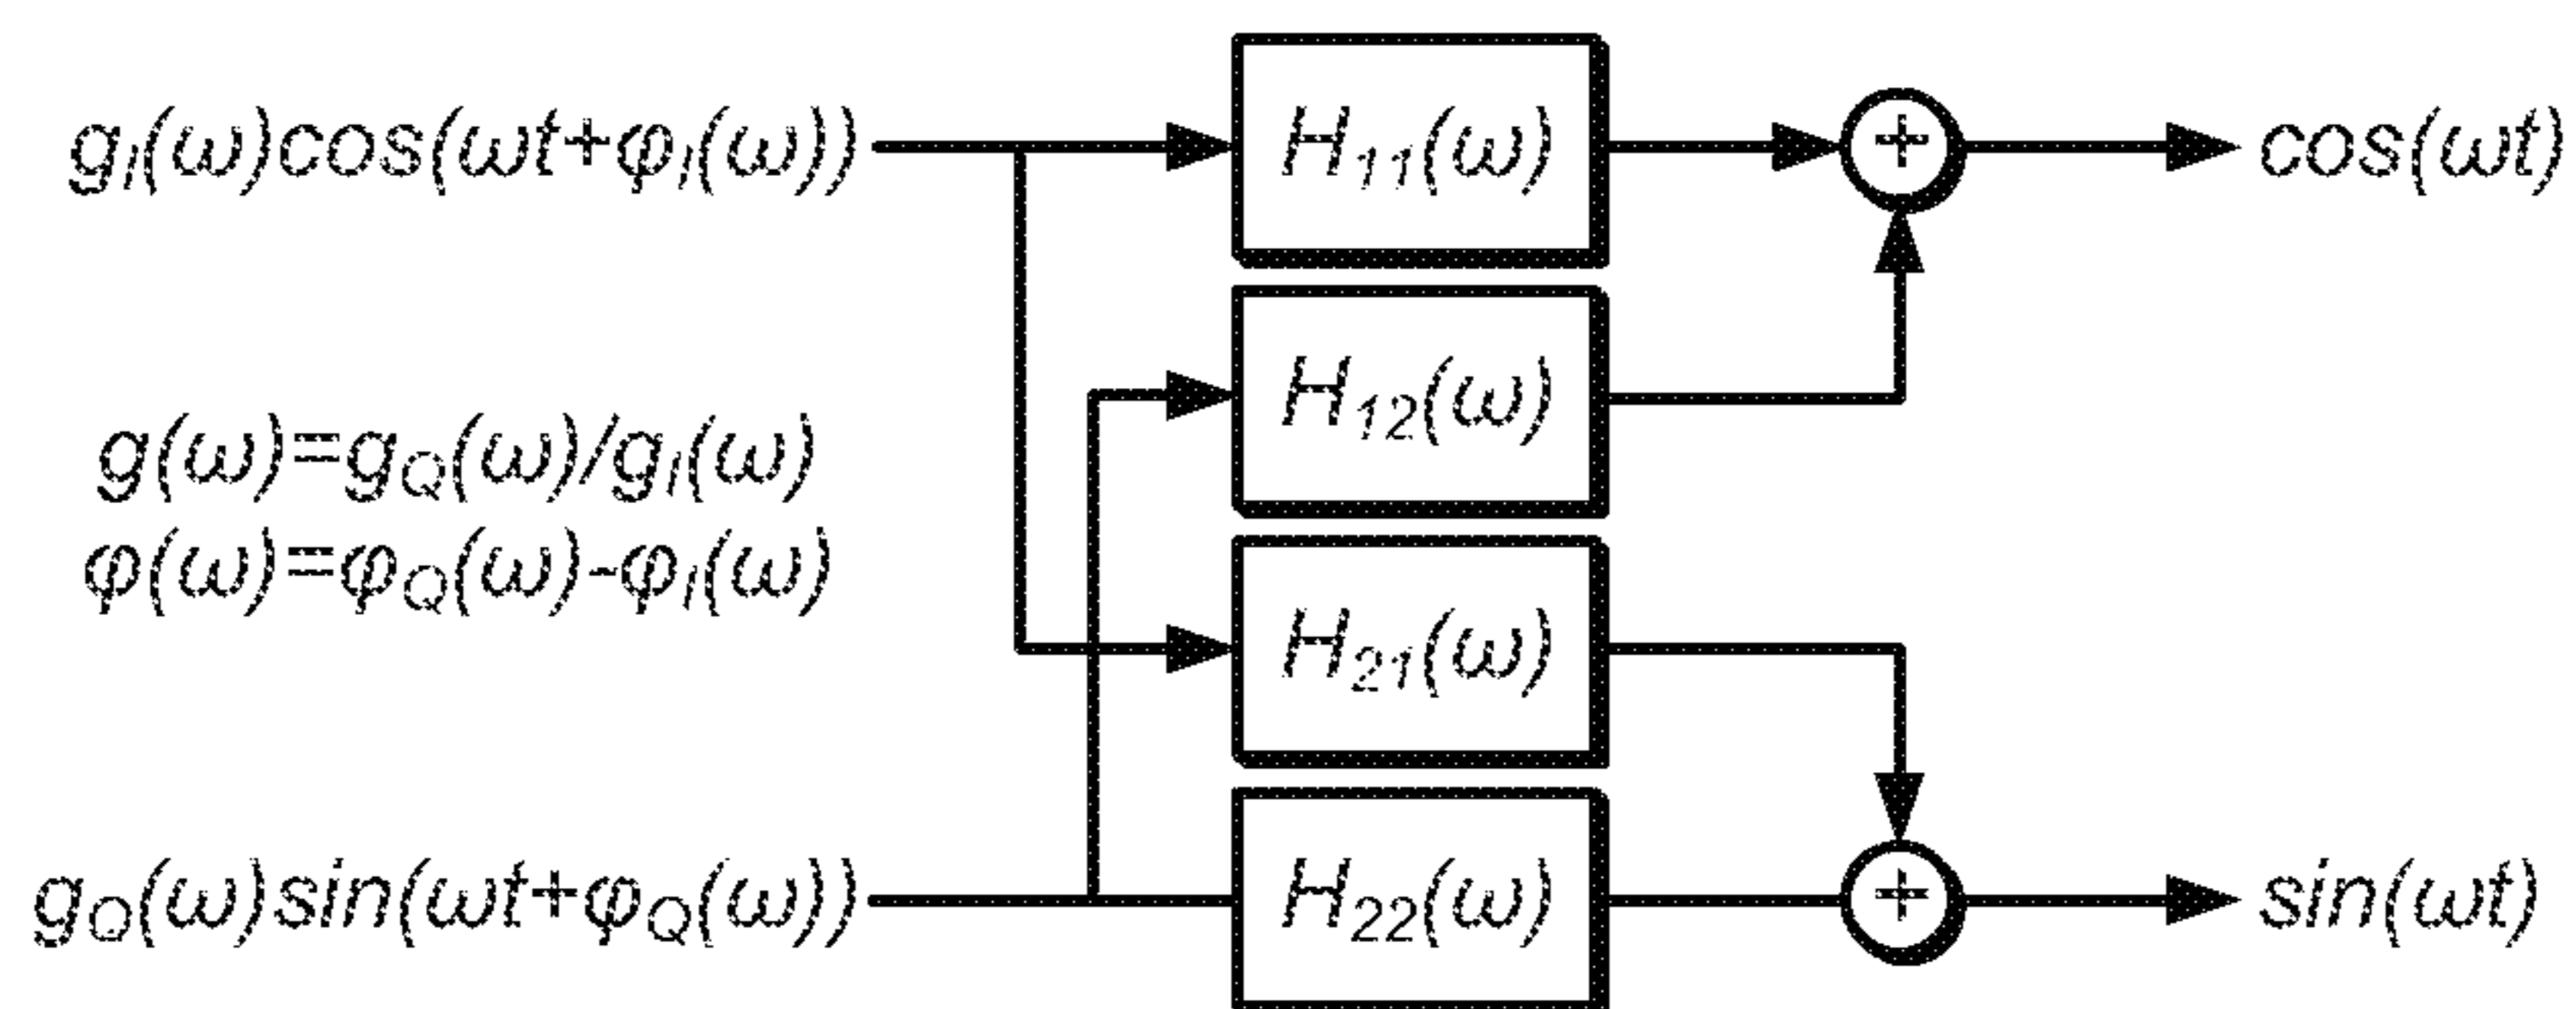 g_I(ω)cos(ωt+φ_I(ω))
H_11(ω)
+
cos(ωt)
H_12(ω)
g(ω)=g_Q(ω)/g_I(ω)
φ(ω)=φ_Q(ω)-φ_I(ω)
H_21(ω)
g_Q(ω)sin(ωt+φ_Q(ω))
H_22(ω)
+
sin(ωt)